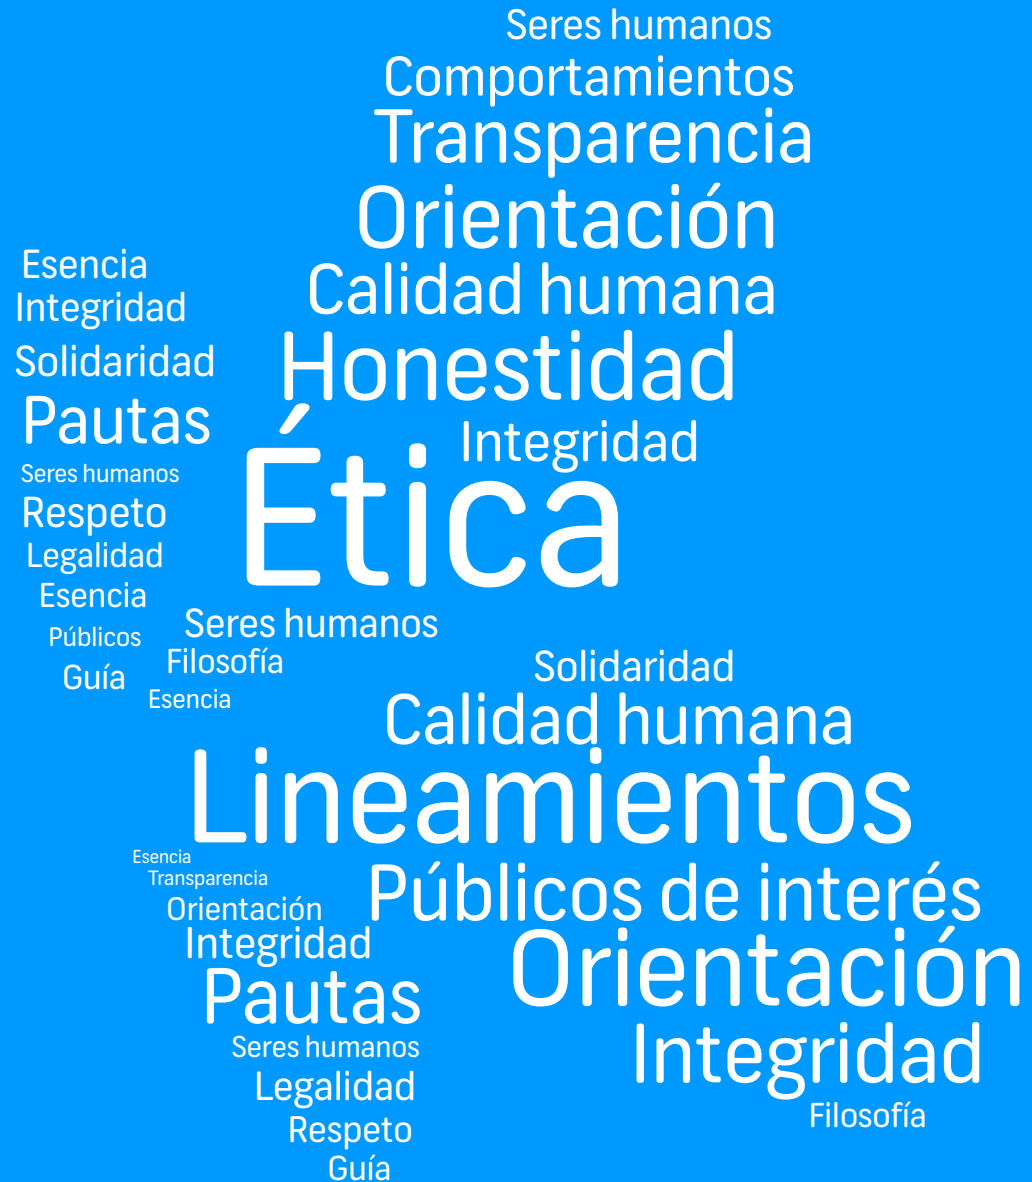 Seres humanos
Comportamientos
Transparencia
Orientación
Esencia
Calidad humana
Integridad
Solidaridad
Honestidad
Pautas
Integridad
Seres humanos
Ética
Respeto
Legalidad
Esencia
Seres humanos
Públicos
Filosofía
Solidaridad
Guía
Esencia
Calidad humana
Lineamientos
Esencia
Transparencia
Públicos de interés
Orientación
Integridad
Orientación
Pautas
Seres humanos
Integridad
Legalidad
Filosofía
Respeto
Guía